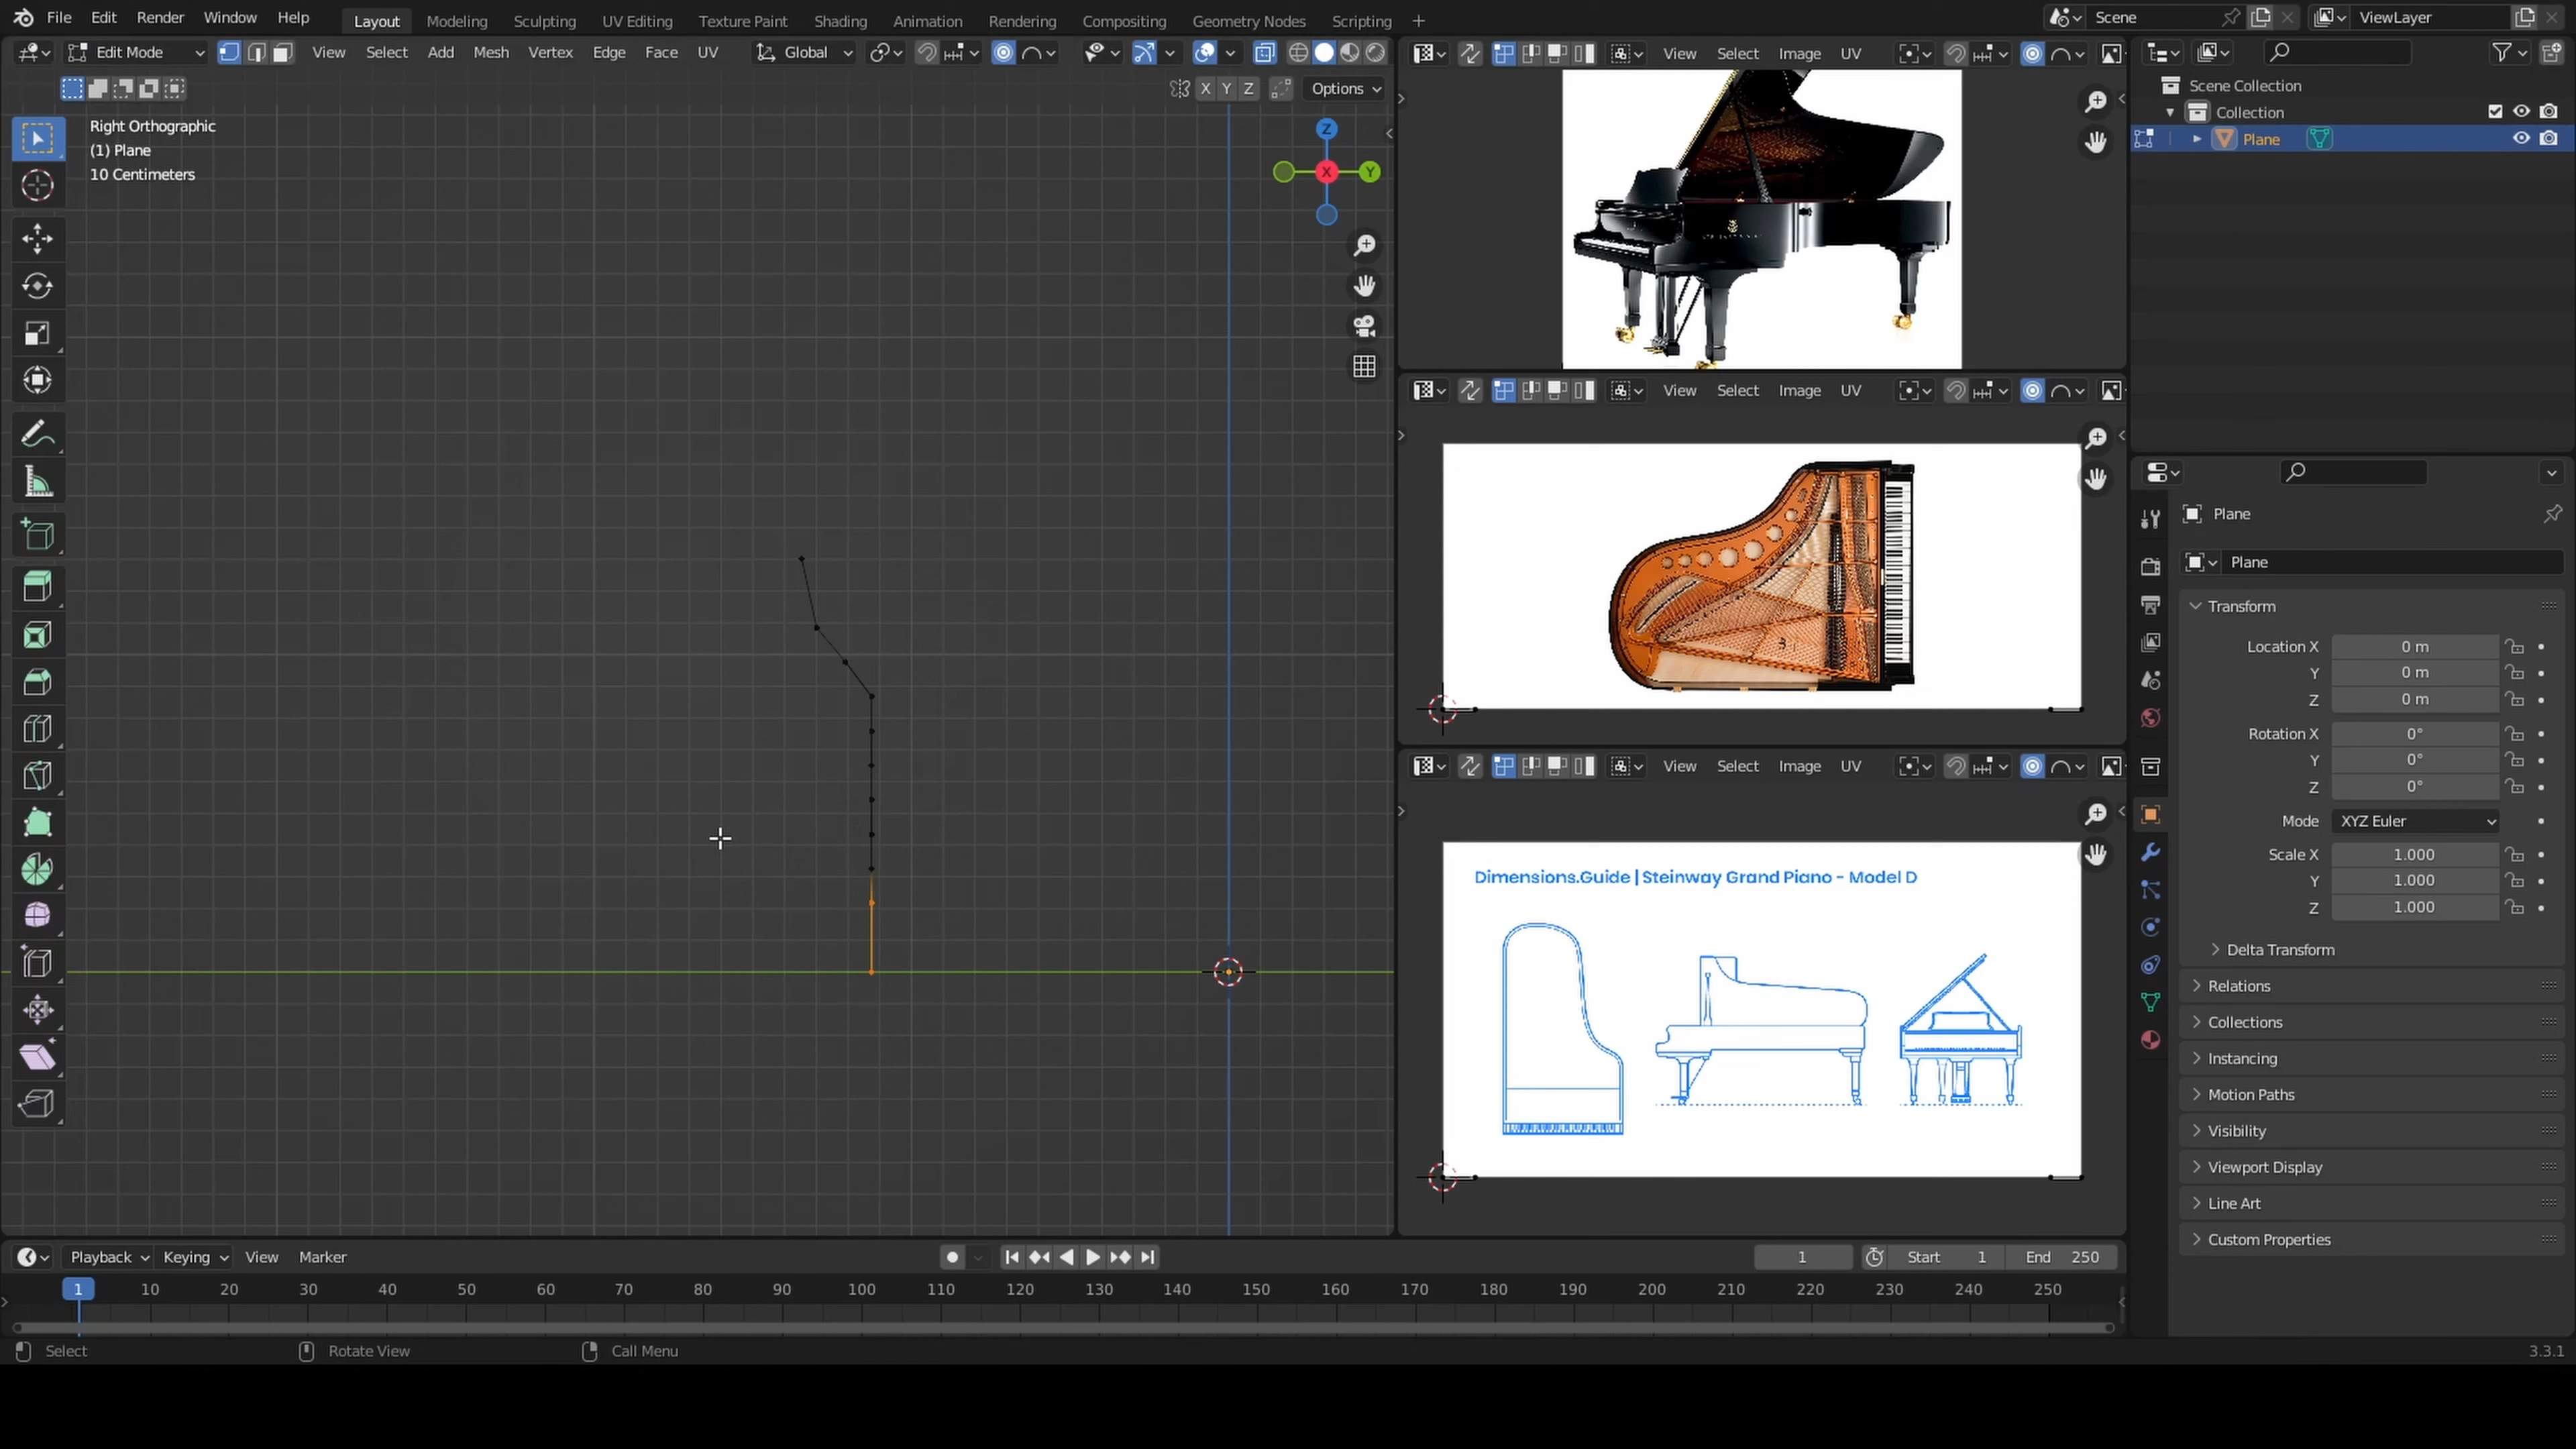 File Edit Render Window Help Layout Modeling Sculpting UV Editing Texture Paint Shading Animation Rendering Compositing Geometry Nodes Scripting + Scene ViewLayer
Edit Mode View Select Add Mesh Vertex Edge Face UV Global
X Y Z Options
Right Orthographic
(1) Plane
10 Centimeters
Z
X
Y
View Select Image UV
View Select Image UV
View Select Image UV
Dimensions.Guide | Steinway Grand Piano - Model D
Scene Collection
Collection
Plane
Plane
Plane
Transform
Location X 0 m
Y 0 m
Z 0 m
Rotation X 0°
Y 0°
Z 0°
Mode XYZ Euler
Scale X 1.000
Y 1.000
Z 1.000
Delta Transform
Relations
Collections
Instancing
Motion Paths
Visibility
Viewport Display
Line Art
Custom Properties
Playback Keying View Marker 1 Start 1 End 250
1 10 20 30 40 50 60 70 80 90 100 110 120 130 140 150 160 170 180 190 200 210 220 230 240 250
Select Rotate View Call Menu 3.3.1